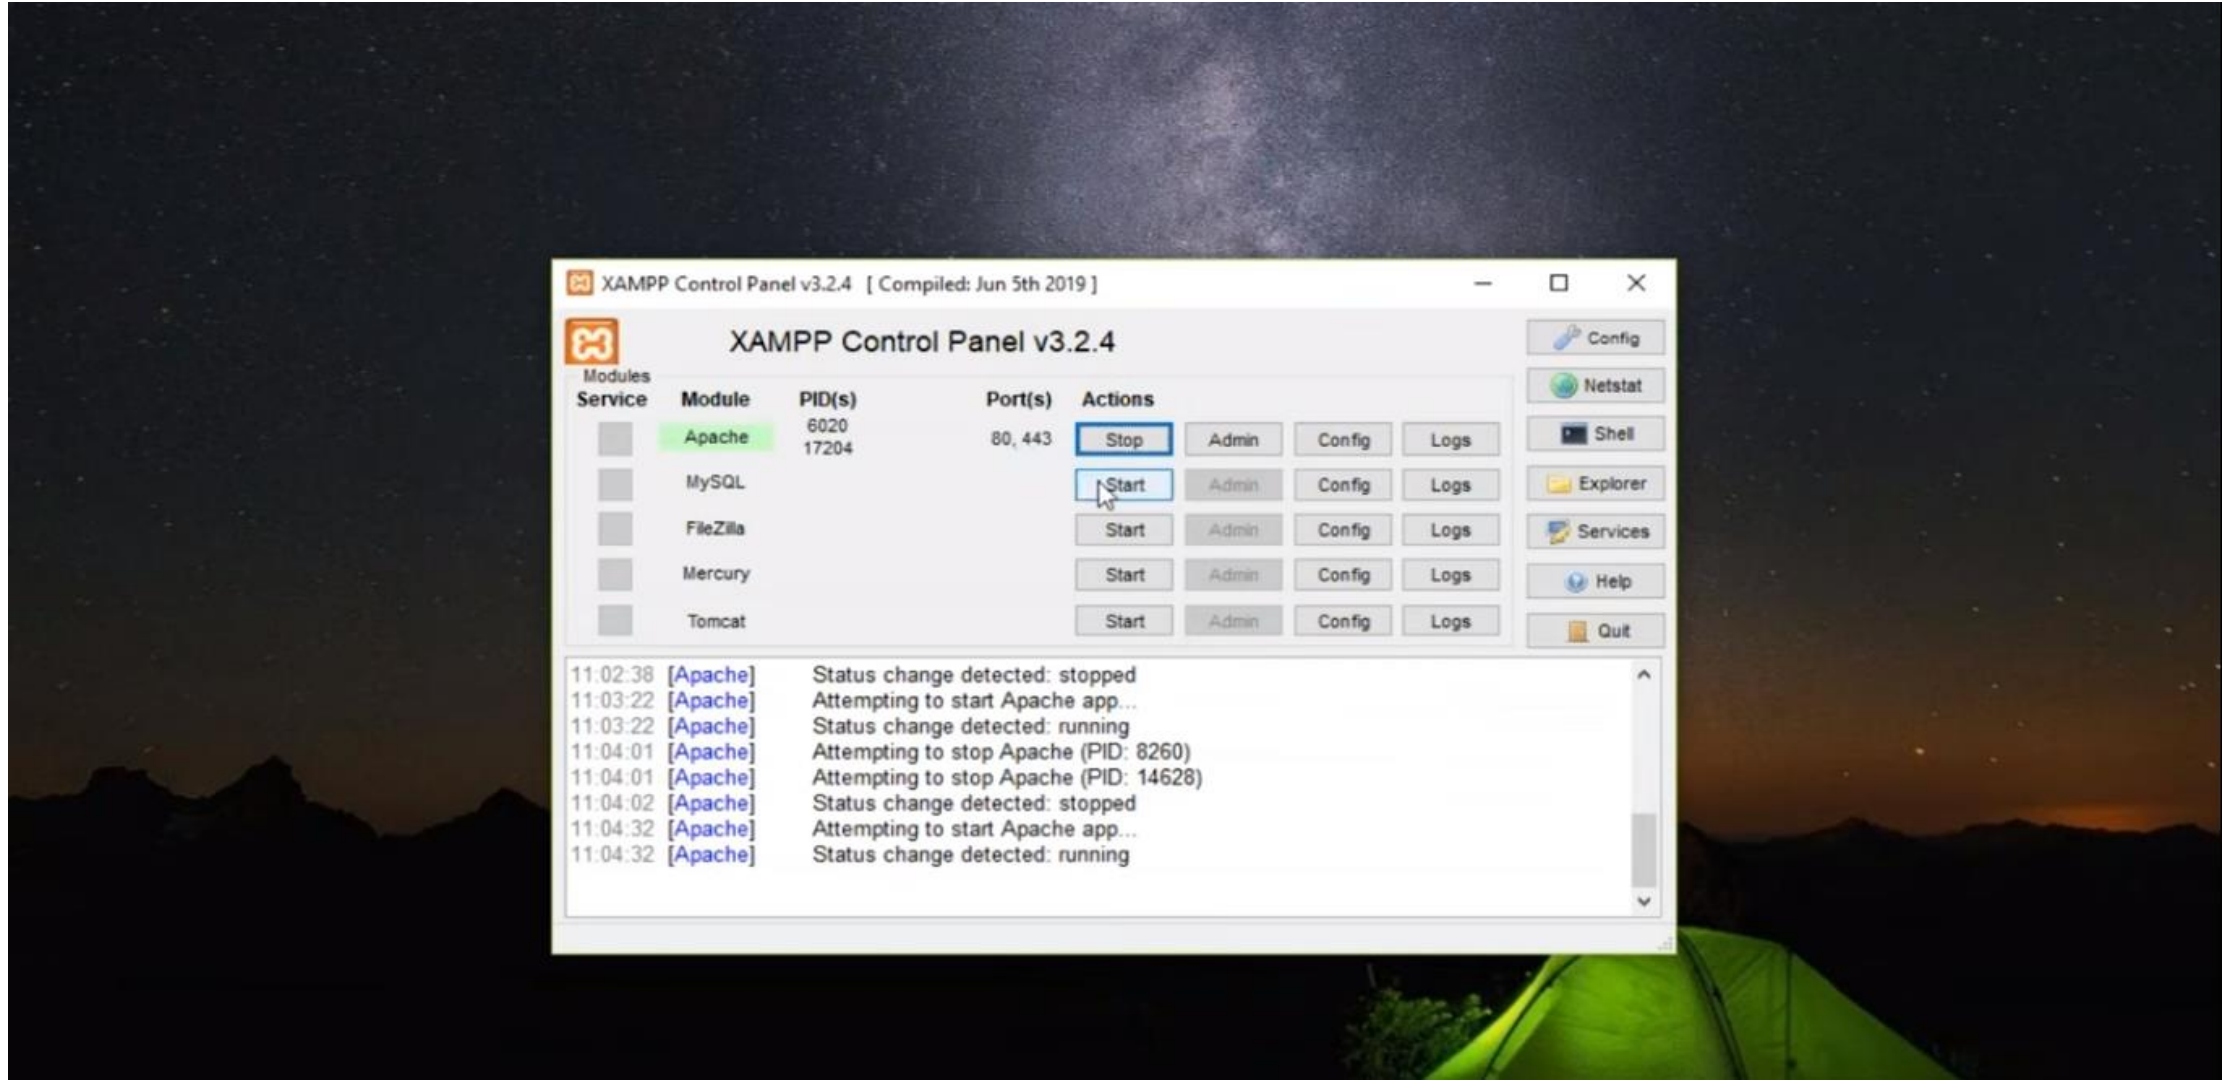 XAMPP Control Panel v3.2.4 [ Compiled: Jun 5th 2019 ]
XAMPP Control Panel v3.2.4
Config
Modules
Netstat
Service Module PID(s) Port(s) Actions
Apache 6020 17204 80, 443 Stop Admin Config Logs
Shell
MySQL Start Admin Config Logs
Explorer
FileZilla Start Admin Config Logs
Services
Mercury Start Admin Config Logs
Help
Tomcat Start Admin Config Logs
Quit
11:02:38 [Apache] Status change detected: stopped
11:03:22 [Apache] Attempting to start Apache app...
11:03:22 [Apache] Status change detected: running
11:04:01 [Apache] Attempting to stop Apache (PID: 8260)
11:04:01 [Apache] Attempting to stop Apache (PID: 14628)
11:04:02 [Apache] Status change detected: stopped
11:04:32 [Apache] Attempting to start Apache app...
11:04:32 [Apache] Status change detected: running